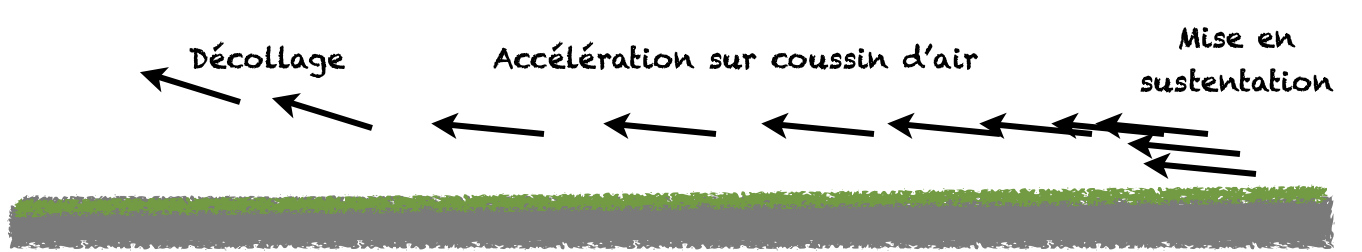 Décollage
Accélération sur coussin d'air
Mise en
sustentation